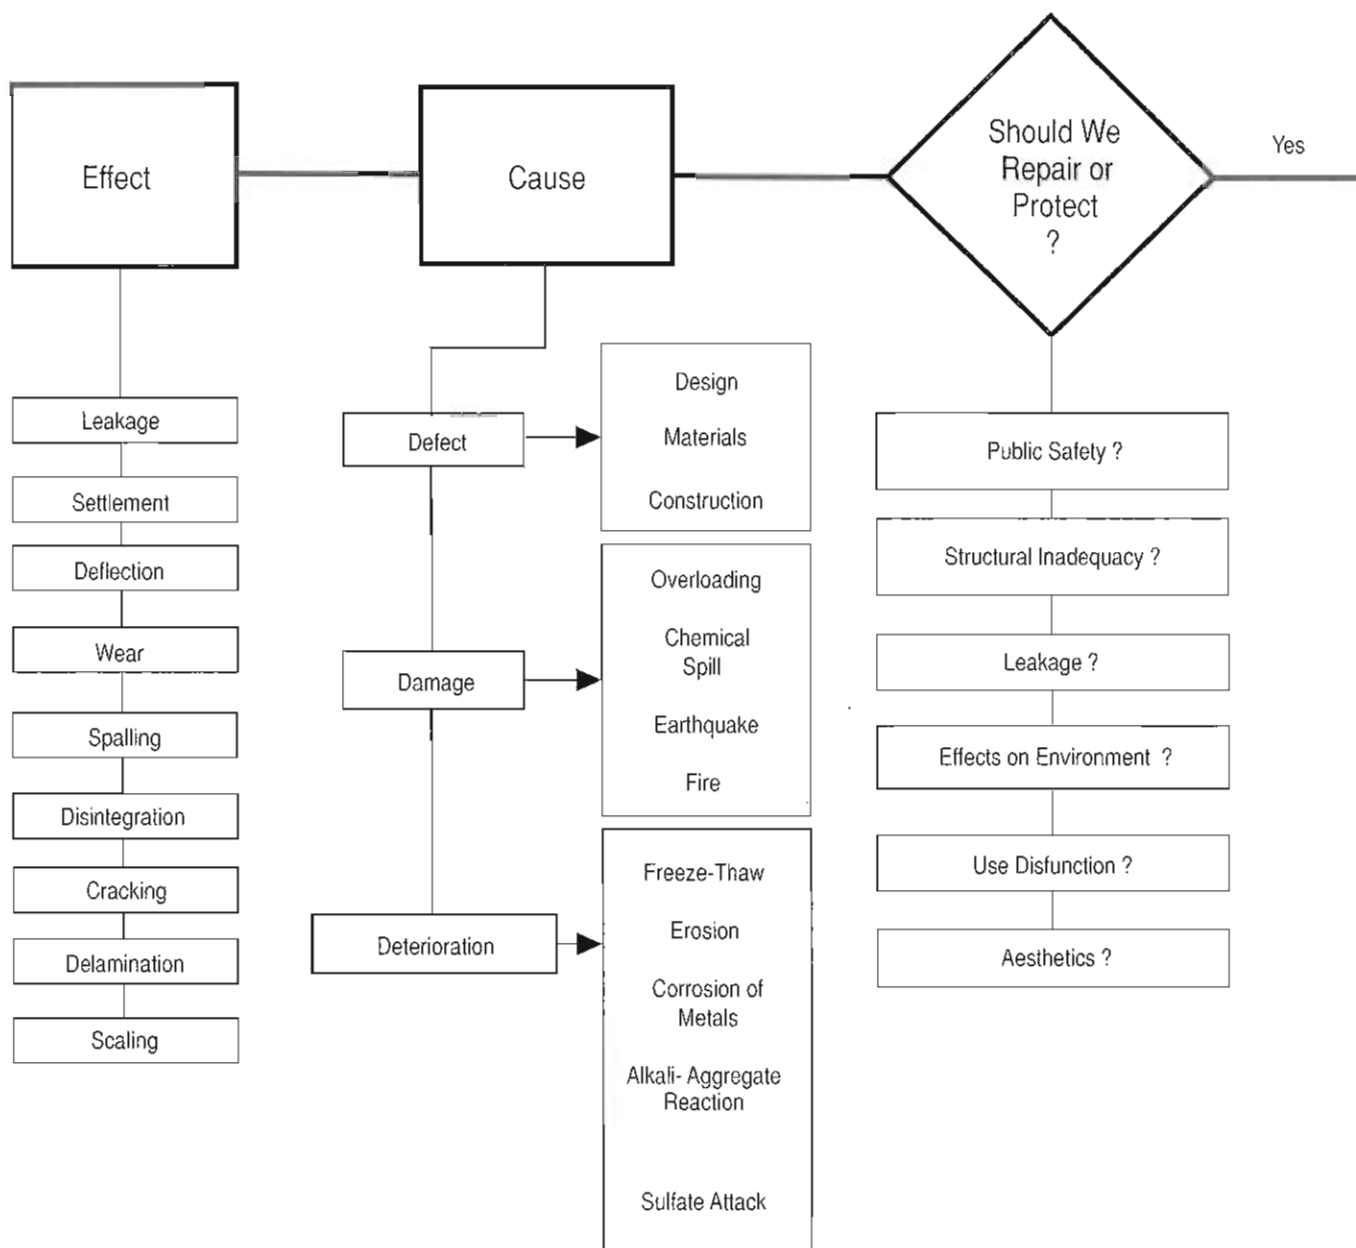 Effect
Leakage
Settlement
Deflection
Wear
Spalling
Disintegration
Cracking
Delamination
Scaling
Cause
Defect
Design
Materials
Construction
Damage
Overloading
Chemical
Spill
Earthquake
Fire
Deterioration
Freeze-Thaw
Erosion
Corrosion of
Metals
Alkali- Aggregate
Reaction
Sulfate Attack
Should We
Repair or
Protect
?
Yes
Public Safety ?
Structural Inadequacy ?
Leakage ?
Effects on Environment ?
Use Disfunction ?
Aesthetics ?